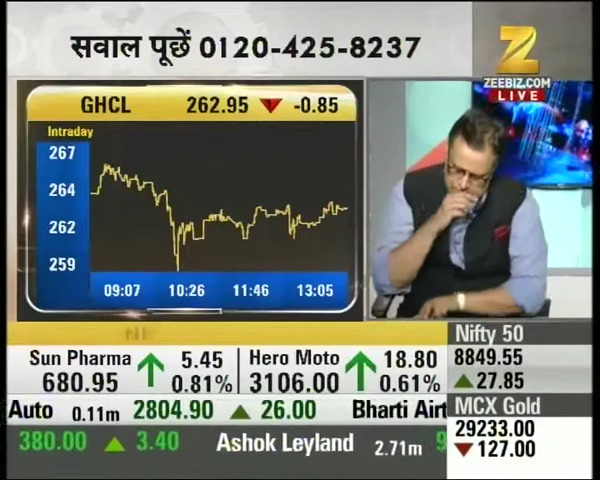 सवाल पूछें 0120-425-8237
Z
ZEEBIZ.COM
LIVE
GHCL 262.95 -0.85
Intraday
267
264
262
259
09:07 10:26 11:46 13:05
Nifty 50
8849.55
27.85
MCX Gold
29233.00
127.00
Sun Pharma 5.45
680.95 0.81%
Hero Moto 18.80
3106.00 0.61%
Auto 0.11m 2804.90 26.00 Bharti Airt
380.00 3.40 Ashok Leyland 2.71m 9